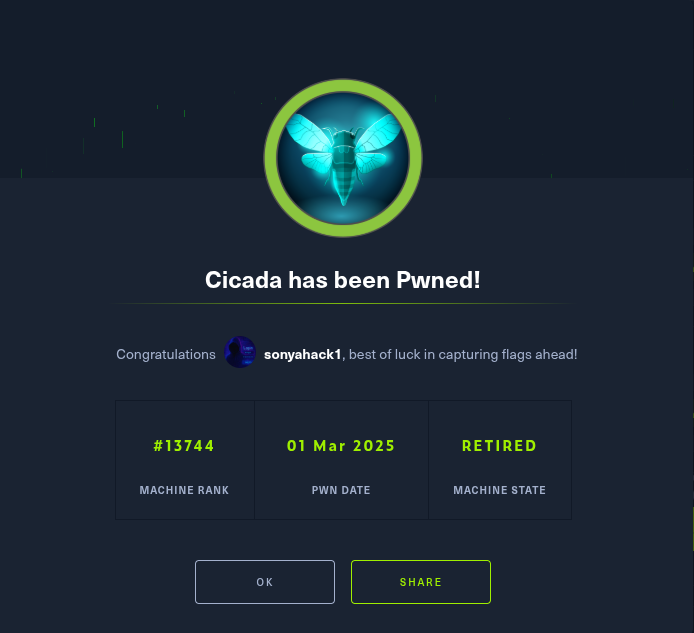 Cicada has been Pwned!
Congratulations sonyahack1, best of luck in capturing flags ahead!
#13744
01 Mar 2025
RETIRED
MACHINE RANK
PWN DATE
MACHINE STATE
OK
SHARE